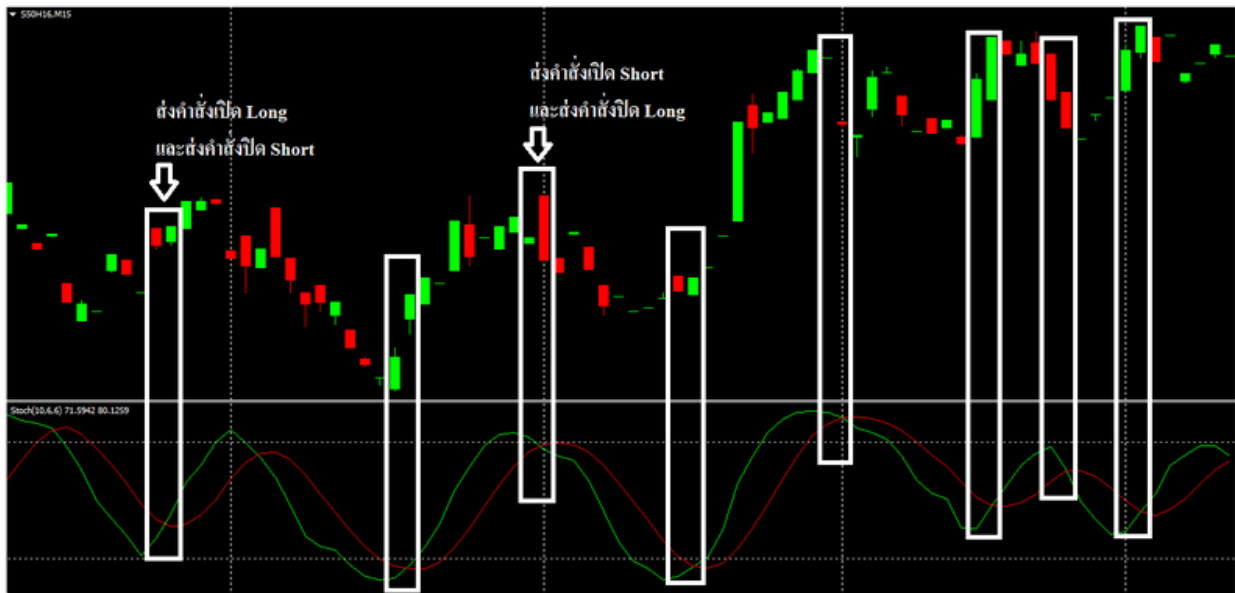 S50H16,M15
ส่งคำสั่งเปิด Long
และส่งคำสั่งปิด Short
ส่งคำสั่งเปิด Short
และส่งคำสั่งปิด Long
Stoch(10,6,6) 71.5942 80.1259